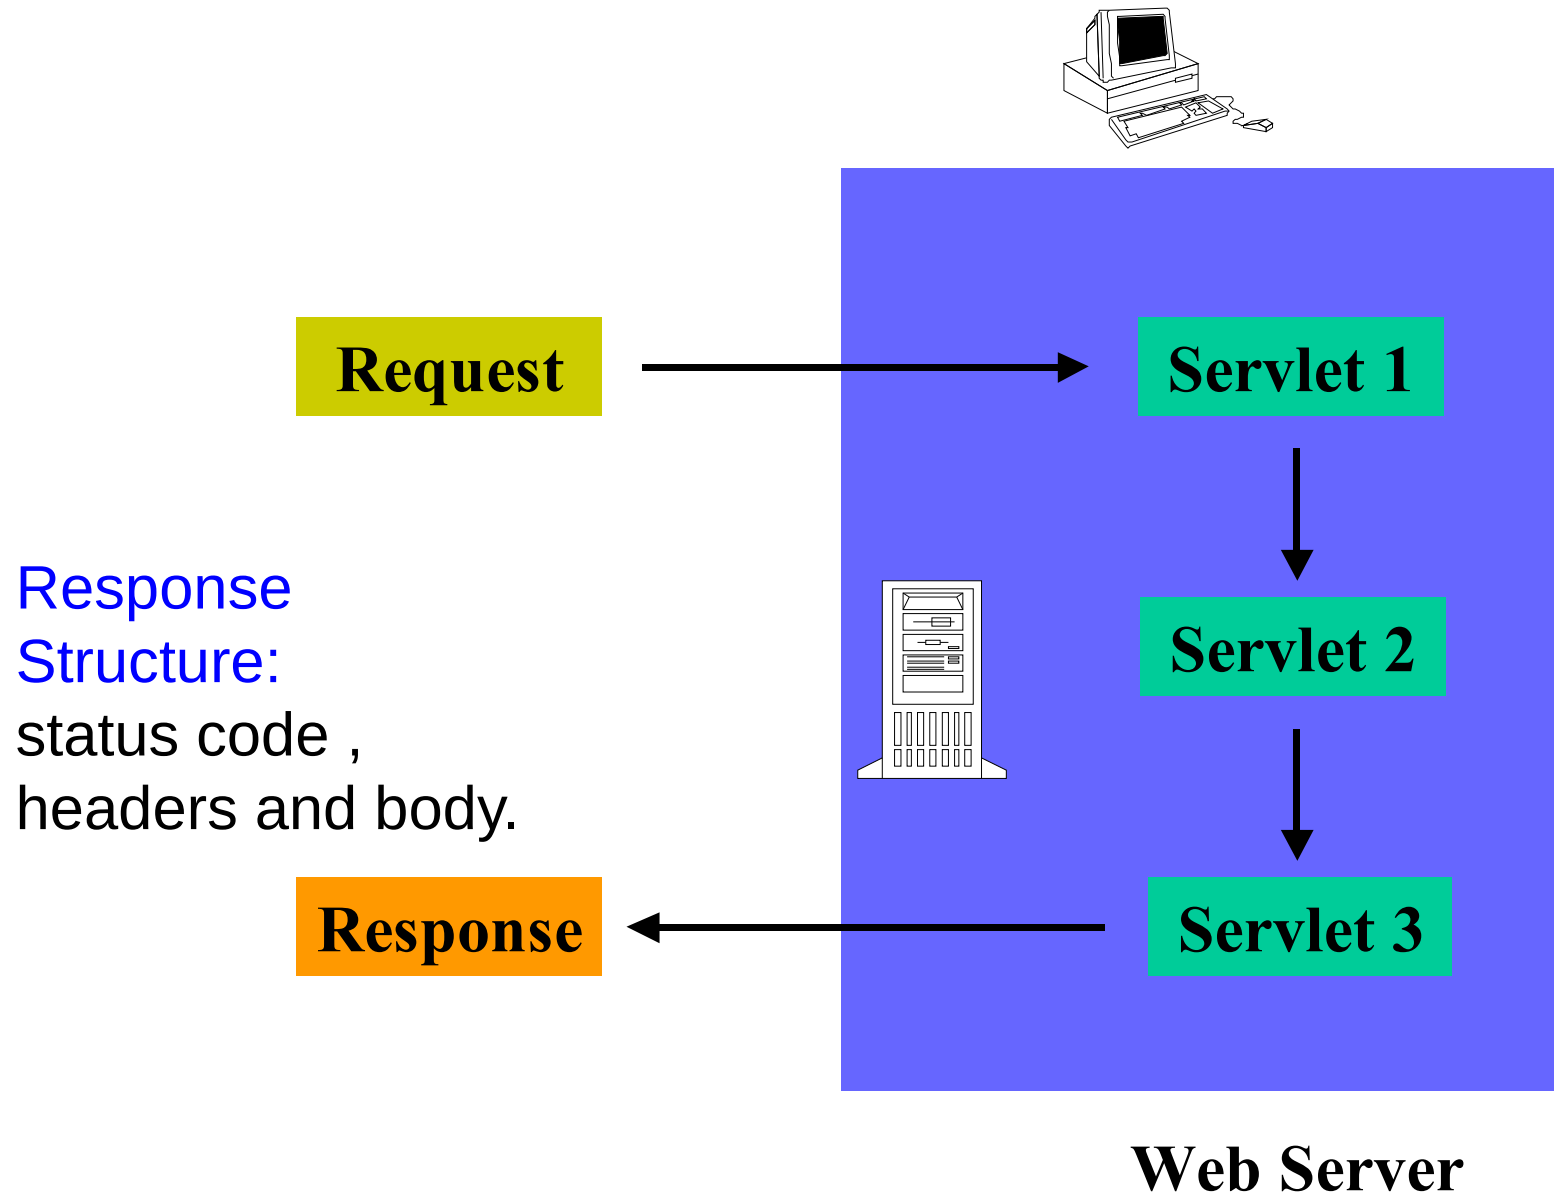 Request
Servlet 1
Response
Structure:
status code ,
headers and body.
Servlet 2
Response
Servlet 3
Web Server